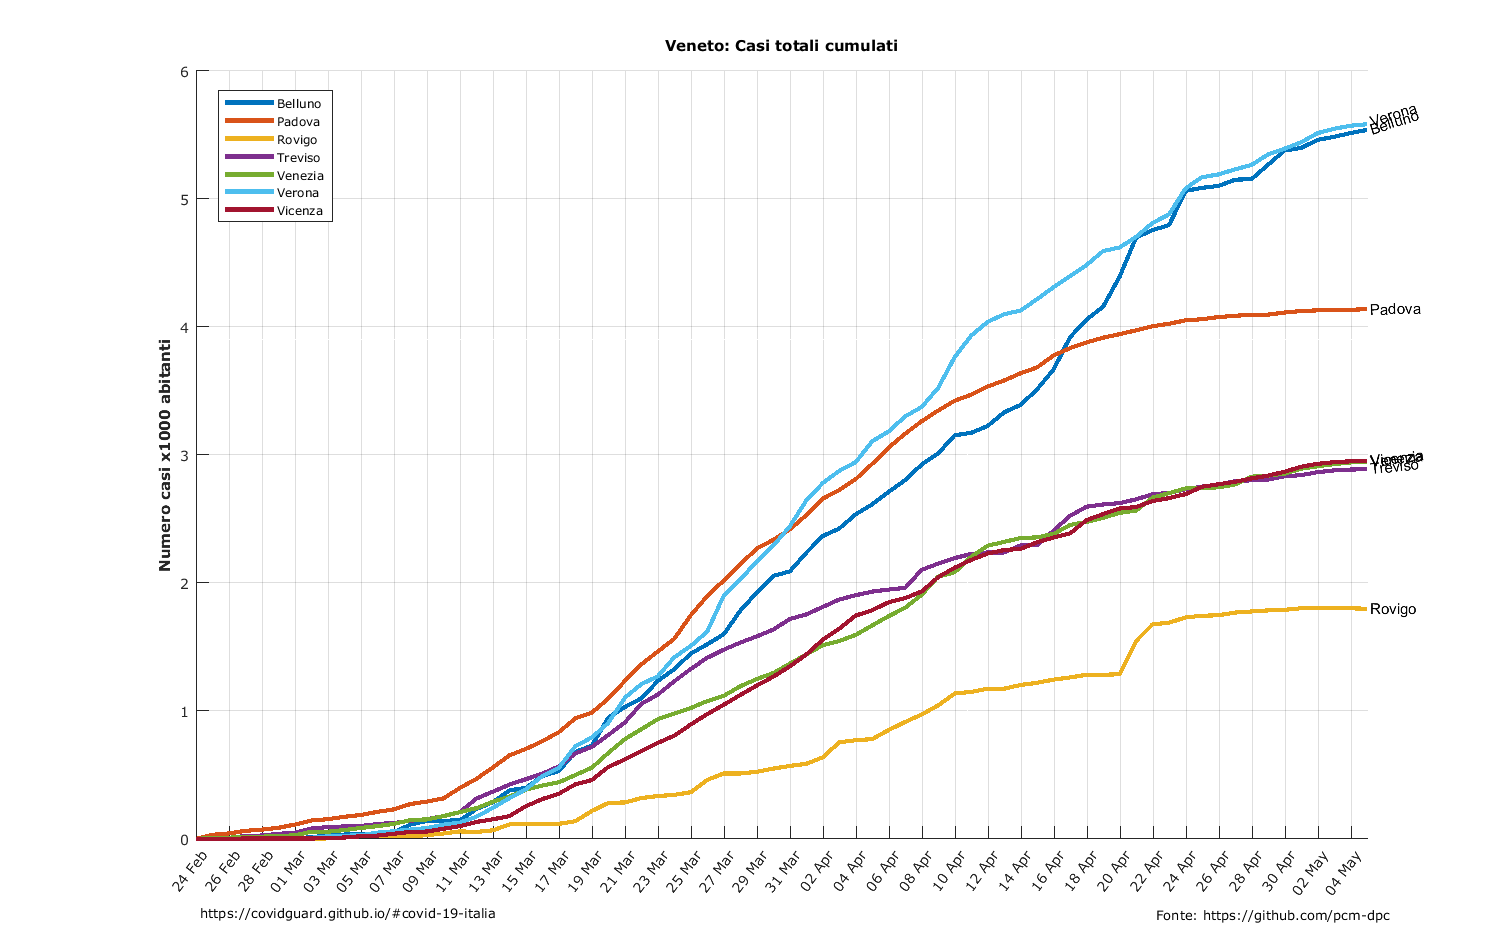 Veneto: Casi totali cumulati
6
5
4
3
2
1
0
Numero casi x1000 abitanti
Belluno
Padova
Rovigo
Treviso
Venezia
Verona
Vicenza
Verona
Belluno
Padova
Vicenza
Venezia
Treviso
Rovigo
24 Feb
26 Feb
28 Feb
01 Mar
03 Mar
05 Mar
07 Mar
09 Mar
11 Mar
13 Mar
15 Mar
17 Mar
19 Mar
21 Mar
23 Mar
25 Mar
27 Mar
29 Mar
31 Mar
02 Apr
04 Apr
06 Apr
08 Apr
10 Apr
12 Apr
14 Apr
16 Apr
18 Apr
20 Apr
22 Apr
24 Apr
26 Apr
28 Apr
30 Apr
02 May
04 May
https://covidguard.github.io/#covid-19-italia
Fonte: https://github.com/pcm-dpc